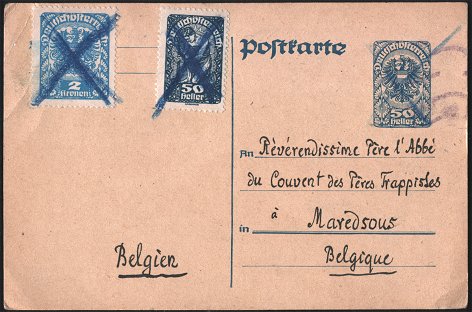 Deutschösterreich
2
Kronen
Deutschösterreich
50
Heller
Postkarte
Deutschösterreich
50
Heller
An Révérendissime Père l'Abbé
du Couvent des Pères Trappistes
à
in Maredsous
Belgien
Belgique